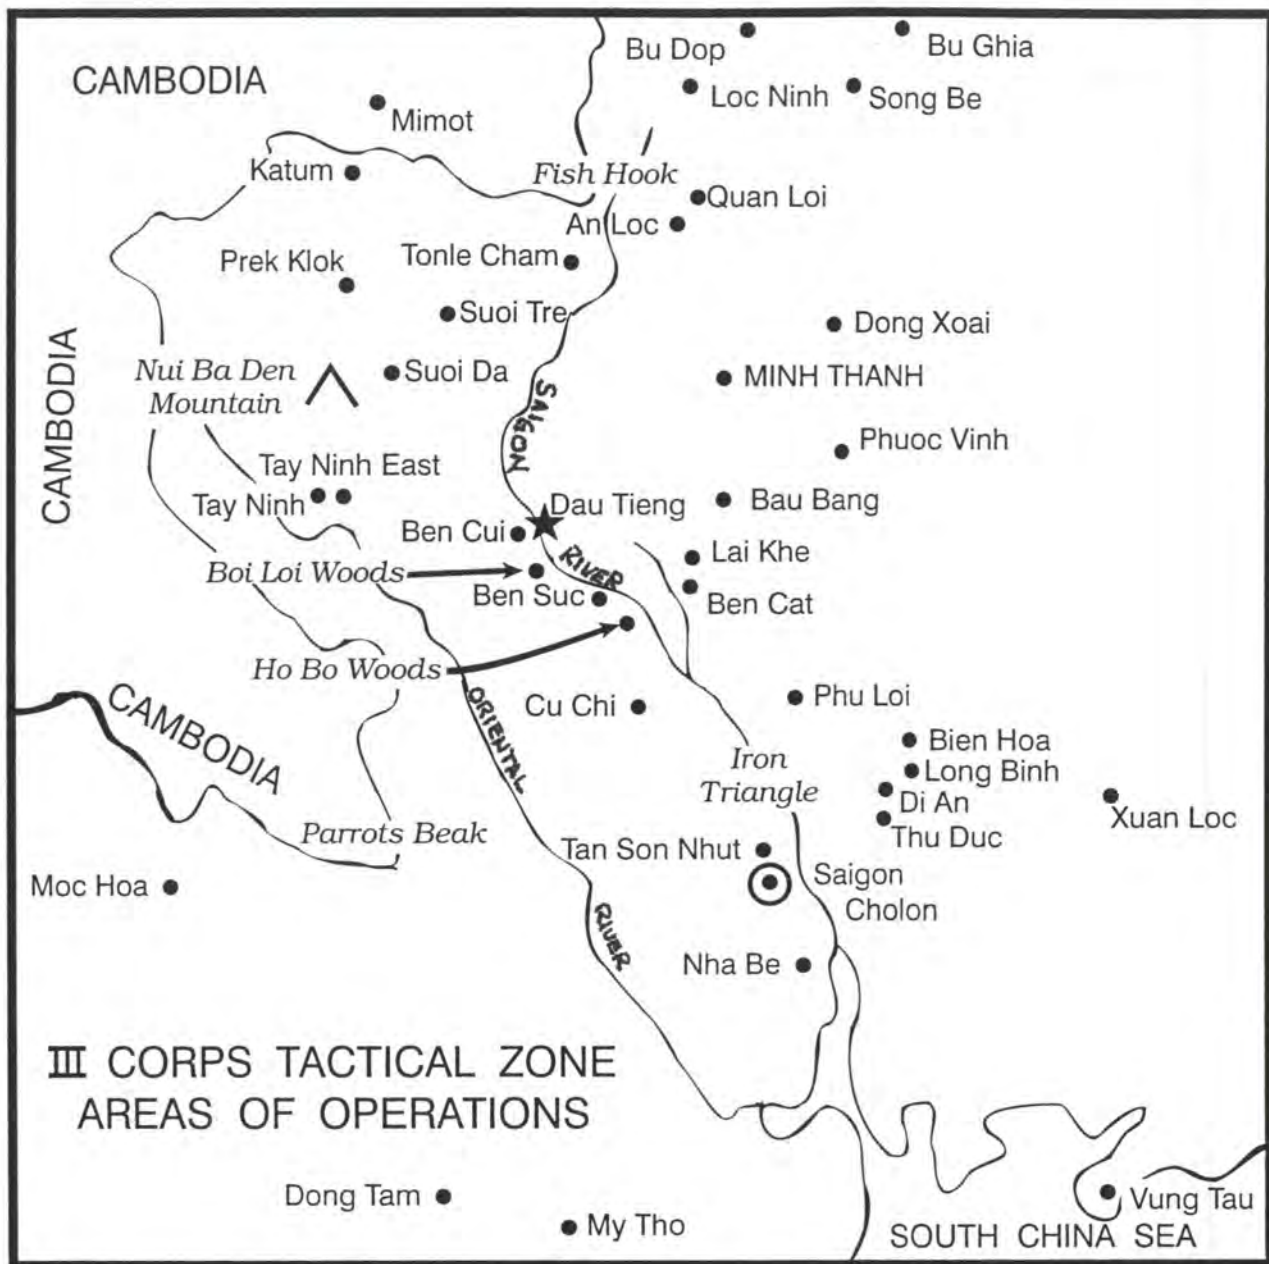 Bu Dop
Bu Ghia
CAMBODIA
Loc Ninh
Song Be
Mimot
Katum
Fish Hook
Quan Loi
An Loc
Tonle Cham
Prek Klok
Suoi Tre
Dong Xoai
CAMBODIA
Nui Ba Den
Mountain
Suoi Da
MINH THANH
SAIGON
Phuoc Vinh
Tay Ninh East
Tay Ninh
Dau Tieng
Bau Bang
Ben Cui
Lai Khe
RIVER
Boi Loi Woods
Ben Suc
Ben Cat
Ho Bo Woods
CAMBODIA
ORIENTAL
Cu Chi
Phu Loi
Bien Hoa
Iron
Triangle
Long Binh
Di An
Xuan Loc
Parrots Beak
Thu Duc
Tan Son Nhut
Moc Hoa
Saigon
Cholon
RIVER
Nha Be
III CORPS TACTICAL ZONE
AREAS OF OPERATIONS
Dong Tam
Vung Tau
My Tho
SOUTH CHINA SEA